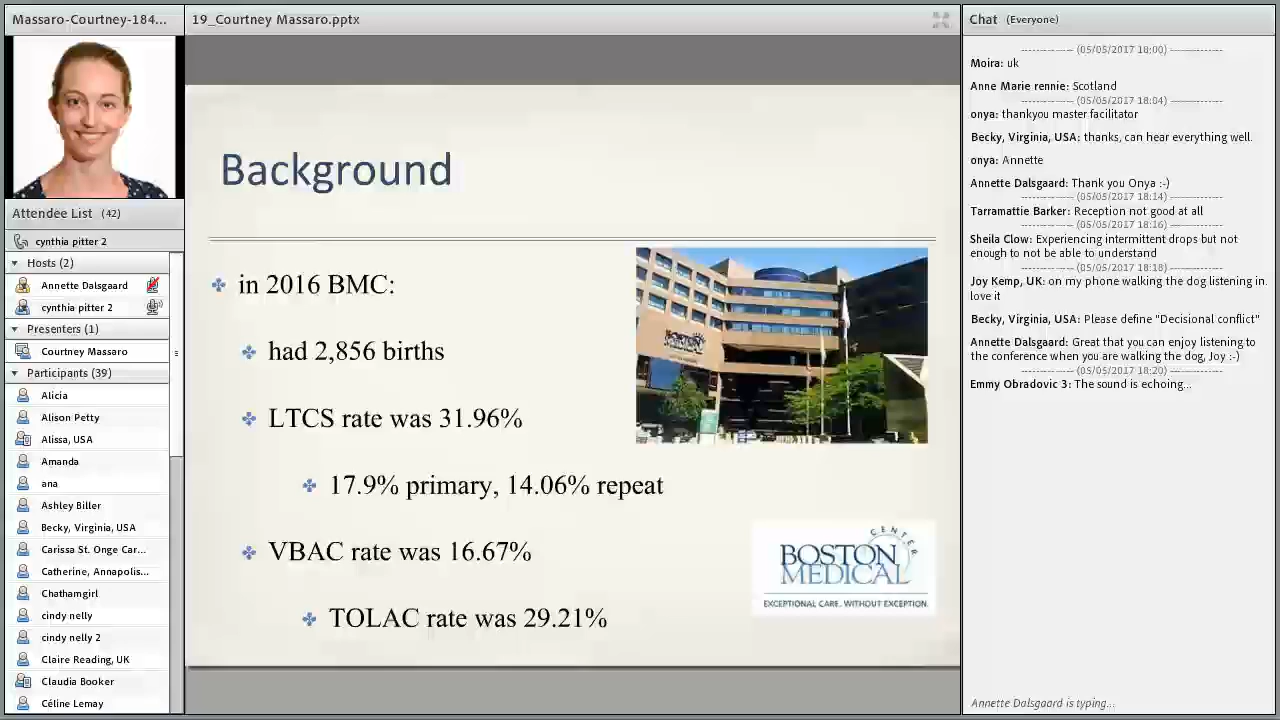 Massaro-Courtney-184...
Attendee List (42)
cynthia pitter 2
Hosts (2)
Annette Dalsgaard
cynthia pitter 2
Presenters (1)
Courtney Massaro
Participants (39)
Alicia
Alison Petty
Alissa, USA
Amanda
ana
Ashley Biller
Becky, Virginia, USA
Carissa St. Onge Car...
Catherine, Annapolis...
Chathamgirl
cindy nelly
cindy nelly 2
Claire Reading, UK
Claudia Booker
Céline Lemay
19_Courtney Massaro.pptx
Background
in 2016 BMC:
had 2,856 births
LTCS rate was 31.96%
17.9% primary, 14.06% repeat
VBAC rate was 16.67%
TOLAC rate was 29.21%
BOSTON
MEDICAL
CENTER
EXCEPTIONAL CARE. WITHOUT EXCEPTION.
Chat (Everyone)
---------------- (05/05/2017 18:00) ----------------
Moira: uk
Anne Marie rennie: Scotland
---------------- (05/05/2017 18:04) ----------------
onya: thankyou master facilitator
Becky, Virginia, USA: thanks, can hear everything well.
onya: Annette
Annette Dalsgaard: Thank you Onya :-)
---------------- (05/05/2017 18:14) ----------------
Tarramattie Barker: Reception not good at all
---------------- (05/05/2017 18:16) ----------------
Sheila Clow: Experiencing intermittent drops but not
enough to not be able to understand
---------------- (05/05/2017 18:18) ----------------
Joy Kemp, UK: on my phone walking the dog listening in.
love it
Becky, Virginia, USA: Please define "Decisional conflict"
Annette Dalsgaard: Great that you can enjoy listening to
the conference when you are walking the dog, Joy :-)
---------------- (05/05/2017 18:20) ----------------
Emmy Obradovic 3: The sound is echoing...
Annette Dalsgaard is typing...